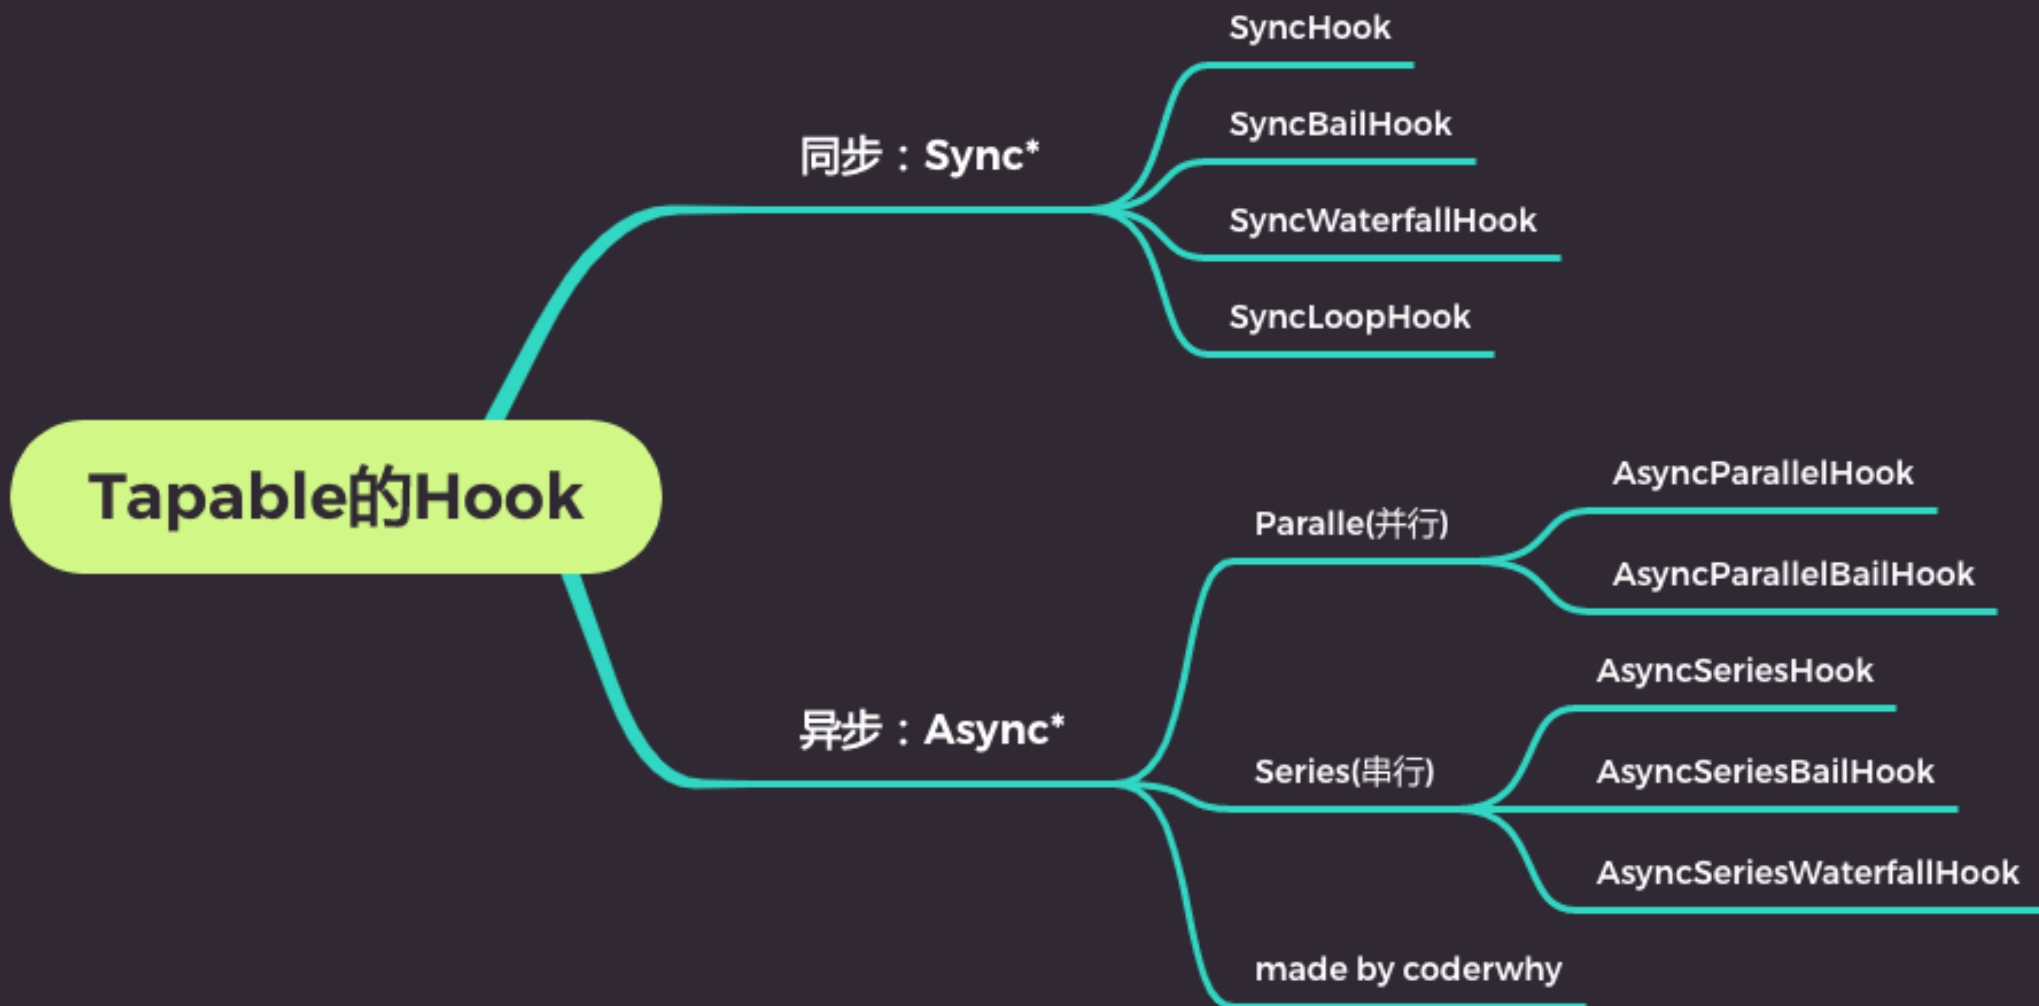 Tapable的Hook
同步：Sync*
SyncHook
SyncBailHook
SyncWaterfallHook
SyncLoopHook
异步：Async*
Paralle(并行)
AsyncParallelHook
AsyncParallelBailHook
Series(串行)
AsyncSeriesHook
AsyncSeriesBailHook
AsyncSeriesWaterfallHook
made by coderwhy